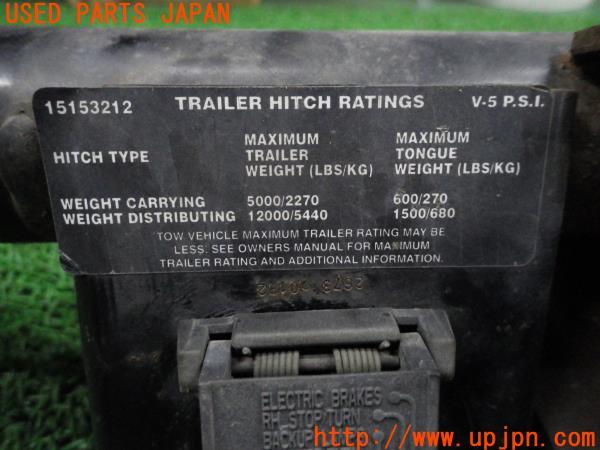 USED PARTS JAPAN
15153212 TRAILER HITCH RATINGS V-5 P.S.I.
HITCH TYPE MAXIMUM TRAILER WEIGHT (LBS/KG) MAXIMUM TONGUE WEIGHT (LBS/KG)
WEIGHT CARRYING 5000/2270 600/270
WEIGHT DISTRIBUTING 12000/5440 1500/680
TOW VEHICLE MAXIMUM TRAILER RATING MAY BE
LESS. SEE OWNERS MANUAL FOR MAXIMUM
TRAILER RATING AND ADDITIONAL INFORMATION.
ELECTRIC BRAKES
RH STOP/TURN
BACKUP
http://www.upjpn.com/